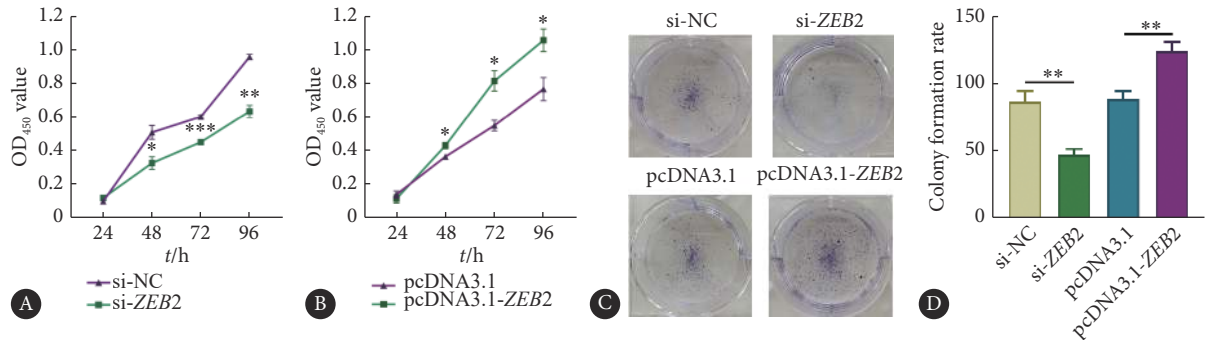 1.2
1.0
0.8
0.6
0.4
0.2
0
OD₄₅₀ value
*
***
**
24 48 72 96
t/h
si-NC
si-ZEB2
A
1.2
1.0
0.8
0.6
0.4
0.2
0
OD₄₅₀ value
*
*
*
24 48 72 96
t/h
pcDNA3.1
pcDNA3.1-ZEB2
B
si-NC si-ZEB2
pcDNA3.1 pcDNA3.1-ZEB2
C
150
100
50
0
Colony formation rate
**
**
si-NC
si-ZEB2
pcDNA3.1
pcDNA3.1-ZEB2
D